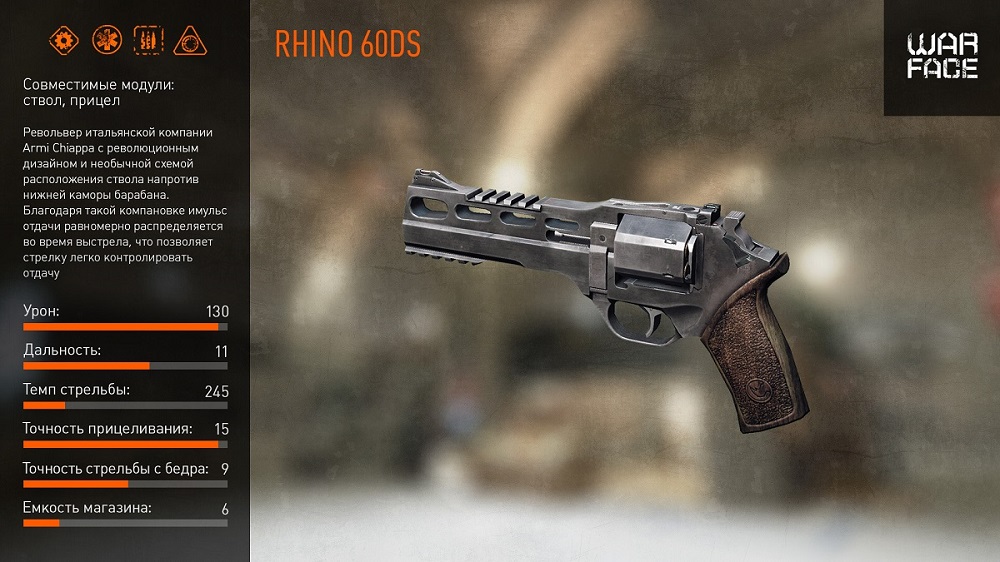 RHINO 60DS
WAR
FACE
Совместимые модули:
ствол, прицел
Револьвер итальянской компании
Armi Chiappa с революционным
дизайном и необычной схемой
расположения ствола напротив
нижней каморы барабана.
Благодаря такой компановке имульс
отдачи равномерно распределяется
во время выстрела, что позволяет
стрелку легко контролировать
отдачу
Урон: 130
Дальность: 11
Темп стрельбы: 245
Точность прицеливания: 15
Точность стрельбы с бедра: 9
Емкость магазина: 6